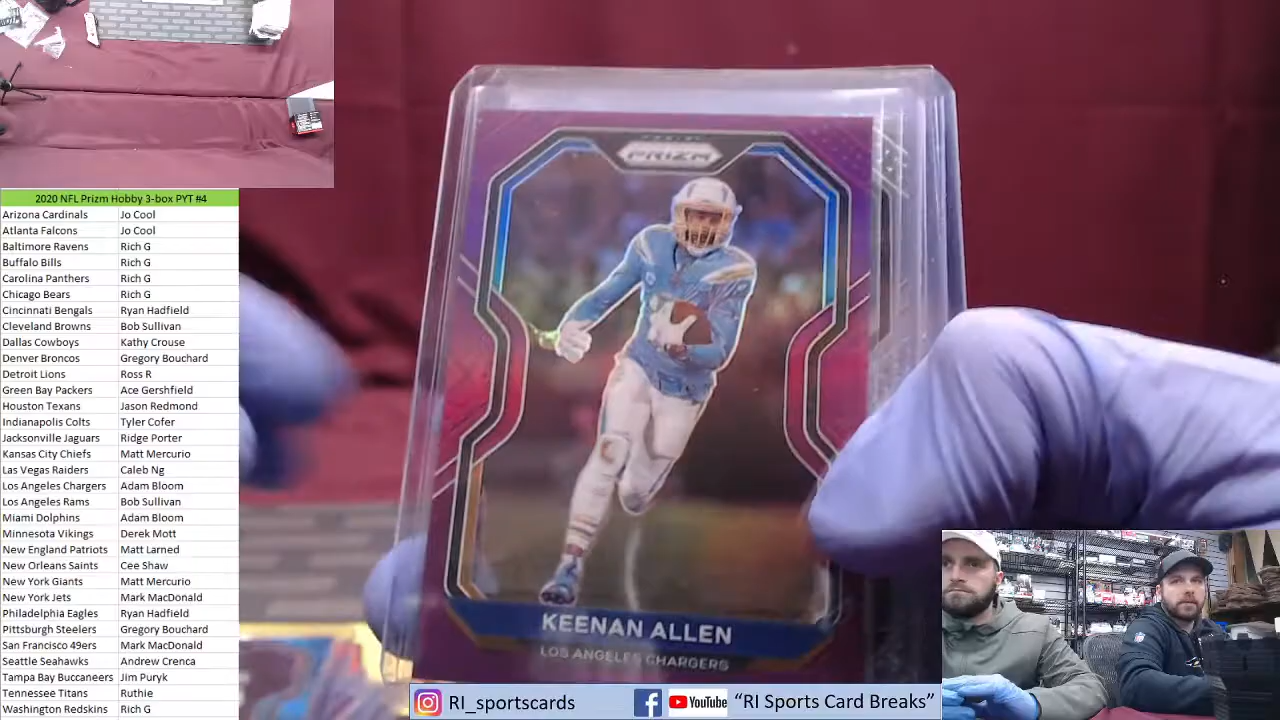 2020 NFL Prizm Hobby 3-box PYT #4
Arizona Cardinals Jo Cool
Atlanta Falcons Jo Cool
Baltimore Ravens Rich G
Buffalo Bills Rich G
Carolina Panthers Rich G
Chicago Bears Rich G
Cincinnati Bengals Ryan Hadfield
Cleveland Browns Bob Sullivan
Dallas Cowboys Kathy Crouse
Denver Broncos Gregory Bouchard
Detroit Lions Ross R
Green Bay Packers Ace Gershfield
Houston Texans Jason Redmond
Indianapolis Colts Tyler Cofer
Jacksonville Jaguars Ridge Porter
Kansas City Chiefs Matt Mercurio
Las Vegas Raiders Caleb Ng
Los Angeles Chargers Adam Bloom
Los Angeles Rams Bob Sullivan
Miami Dolphins Adam Bloom
Minnesota Vikings Derek Mott
New England Patriots Matt Larned
New Orleans Saints Cee Shaw
New York Giants Matt Mercurio
New York Jets Mark MacDonald
Philadelphia Eagles Ryan Hadfield
Pittsburgh Steelers Gregory Bouchard
San Francisco 49ers Mark MacDonald
Seattle Seahawks Andrew Crenca
Tampa Bay Buccaneers Jim Puryk
Tennessee Titans Ruthie
Washington Redskins Rich G
PANINI
PRIZM
KEENAN ALLEN
LOS ANGELES CHARGERS
RI_sportscards YouTube "RI Sports Card Breaks"